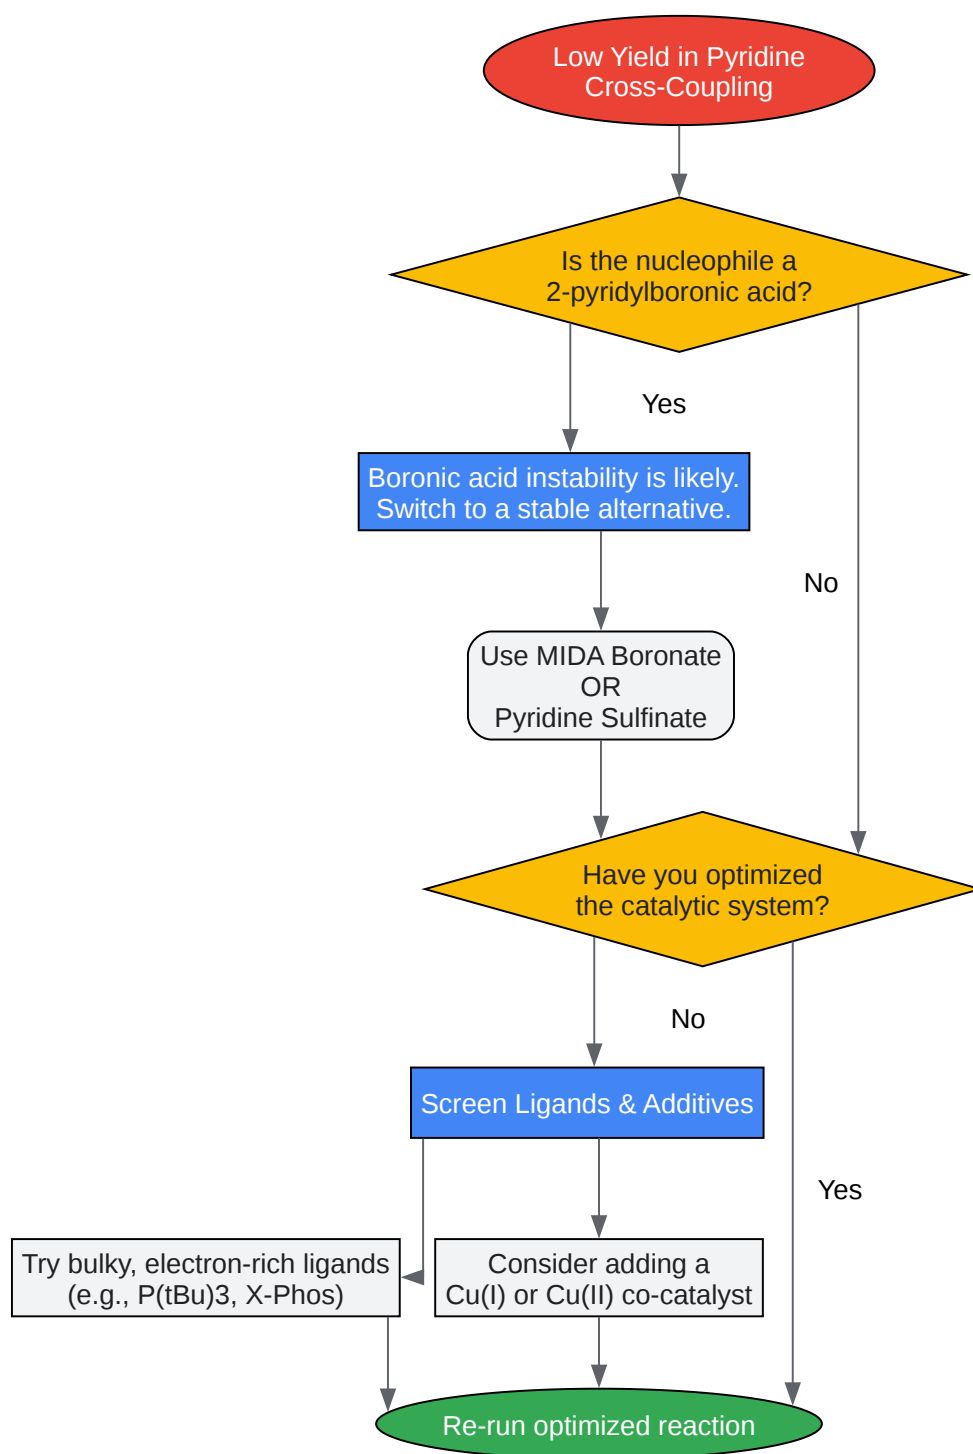 Low Yield in Pyridine
Cross-Coupling
Is the nucleophile a
2-pyridylboronic acid?
Yes
Boronic acid instability is likely.
Switch to a stable alternative.
No
Use MIDA Boronate
OR
Pyridine Sulfinate
Have you optimized
the catalytic system?
No
Screen Ligands & Additives
Yes
Try bulky, electron-rich ligands
(e.g., P(tBu)3, X-Phos)
Consider adding a
Cu(I) or Cu(II) co-catalyst
Re-run optimized reaction